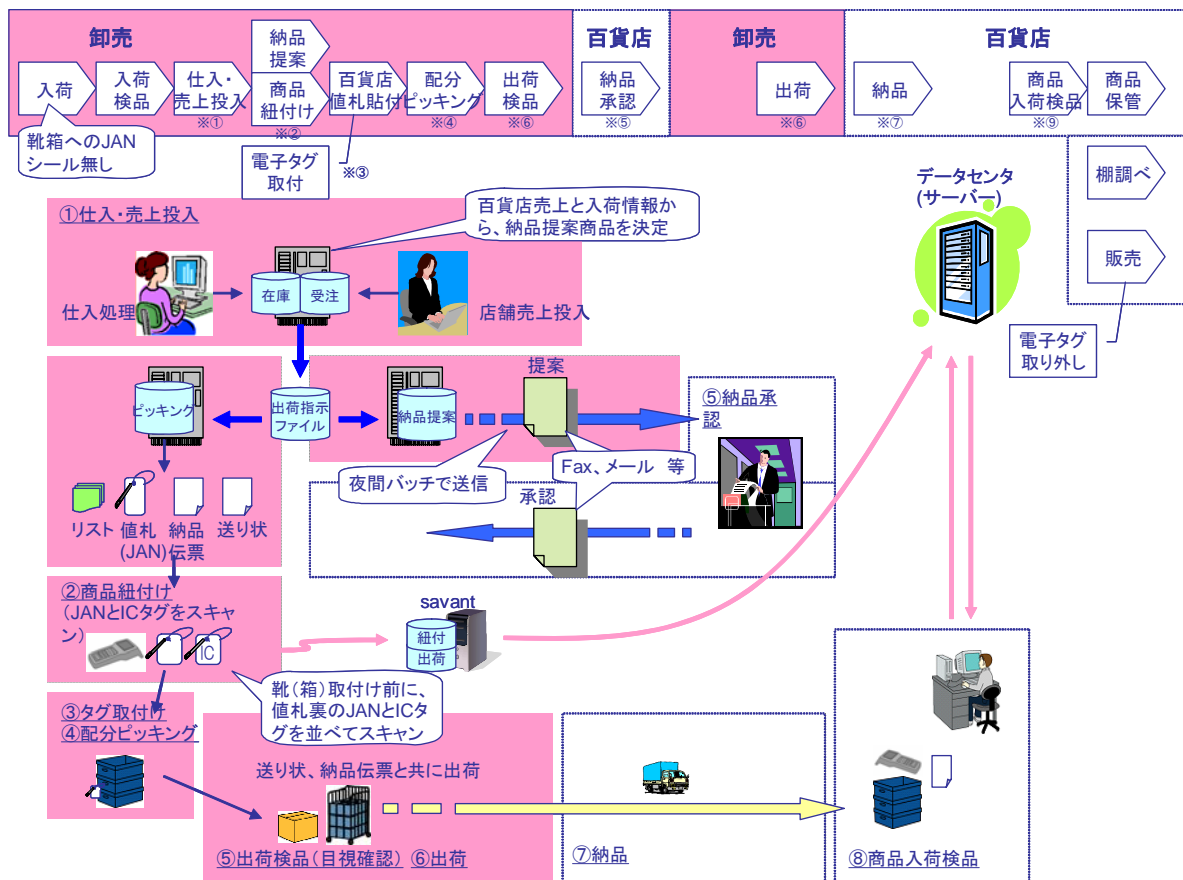 卸売
百貨店
卸売
百貨店
納品
提案
入荷
入荷
検品
仕入・
売上投入
商品
紐付け
百貨店
値札貼付
配分
ピッキング
出荷
検品
納品
承認
出荷
納品
商品
入荷検品
商品
保管
※①
※②
※④
※⑥
※⑤
※⑥
※⑦
※⑨
靴箱へのJAN
シール無し
電子タグ
取付
※③
棚調べ
販売
電子タグ
取り外し
データセンタ
(サーバー)
①仕入・売上投入
百貨店売上と入荷情報か
ら、納品提案商品を決定
仕入処理
在庫
受注
店舗売上投入
ピッキング
出荷指示
ファイル
納品提案
提案
⑤納品承
認
夜間バッチで送信
Fax、メール 等
承認
リスト
値札
(JAN)
納品
伝票
送り状
②商品紐付け
(JANとICタグをスキャ
ン)
IC
savant
紐付
出荷
靴(箱)取付け前に、
値札裏のJANとICタ
グを並べてスキャン
③タグ取付け
④配分ピッキング
送り状、納品伝票と共に出荷
⑤出荷検品(目視確認)
⑥出荷
⑦納品
⑧商品入荷検品